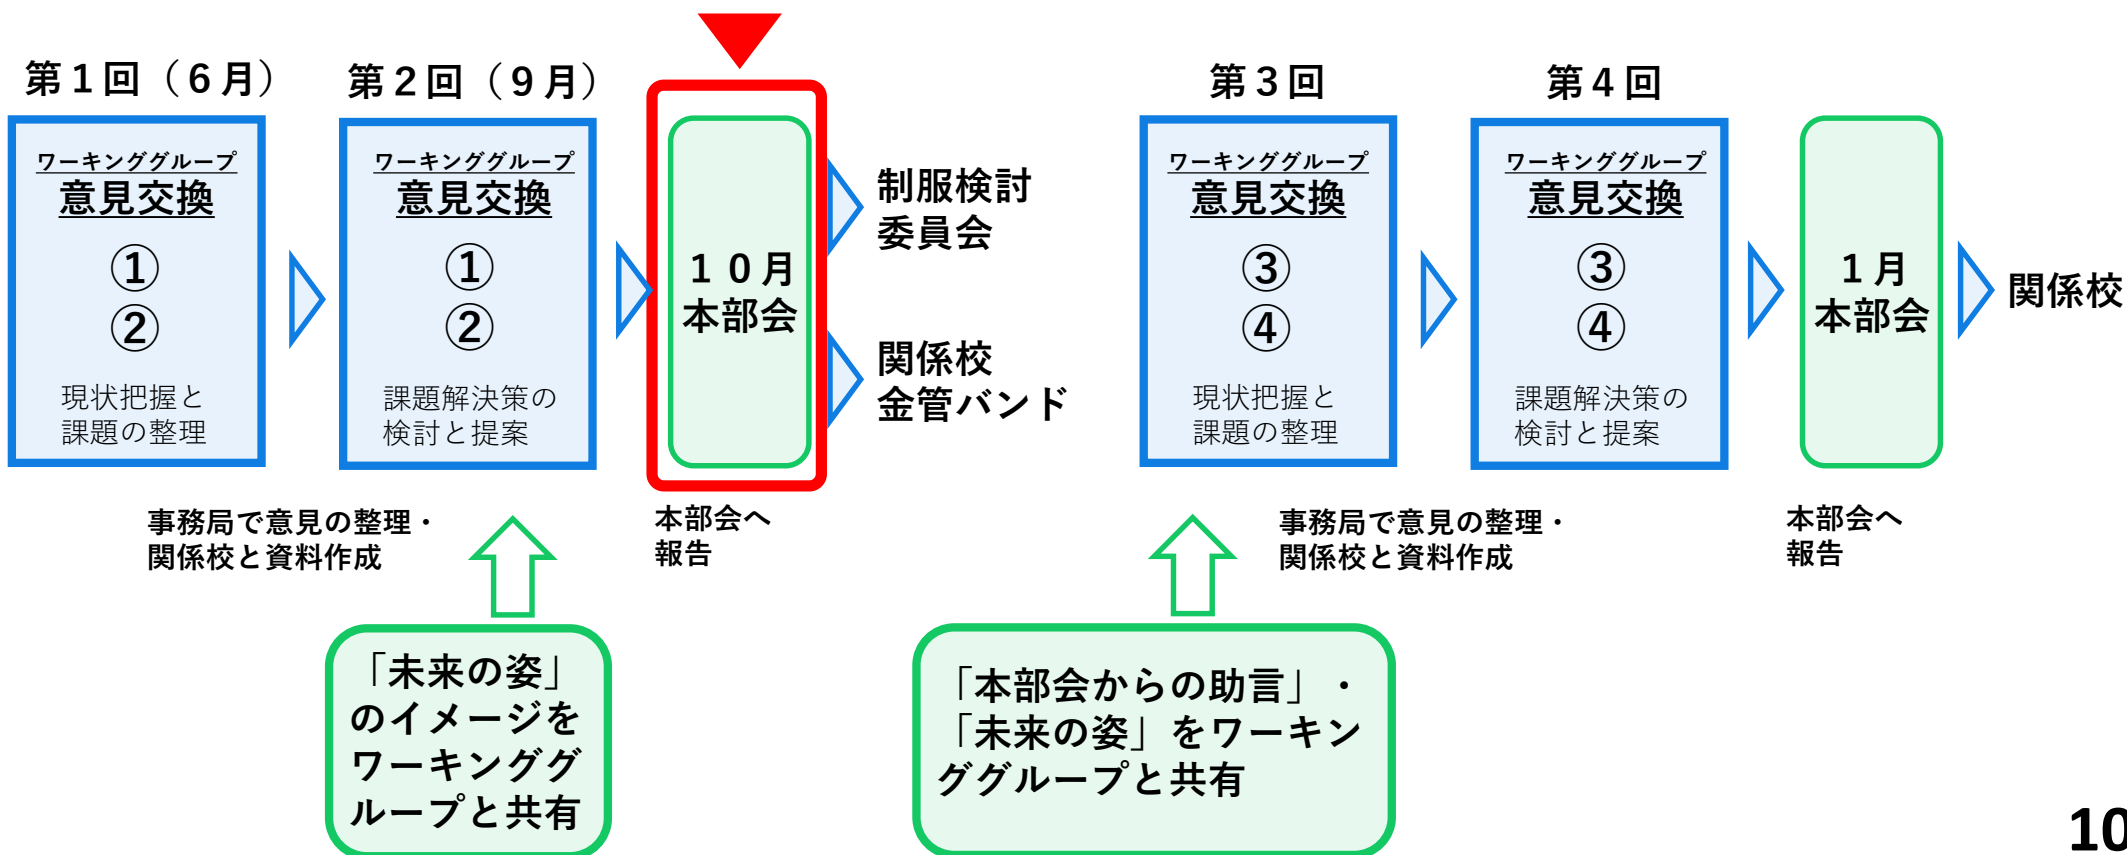 第１回（６月）
ワーキンググループ
意見交換
①
②
現状把握と
課題の整理
第２回（９月）
ワーキンググループ
意見交換
①
②
課題解決策の
検討と提案
事務局で意見の整理・
関係校と資料作成
「未来の姿」
のイメージを
ワーキンググ
ループと共有
１０月
本部会
本部会へ
報告
制服検討
委員会
関係校
金管バンド
第３回
ワーキンググループ
意見交換
③
④
現状把握と
課題の整理
第４回
ワーキンググループ
意見交換
③
④
課題解決策の
検討と提案
事務局で意見の整理・
関係校と資料作成
「本部会からの助言」・
「未来の姿」をワーキン
ググループと共有
１月
本部会
本部会へ
報告
関係校
10